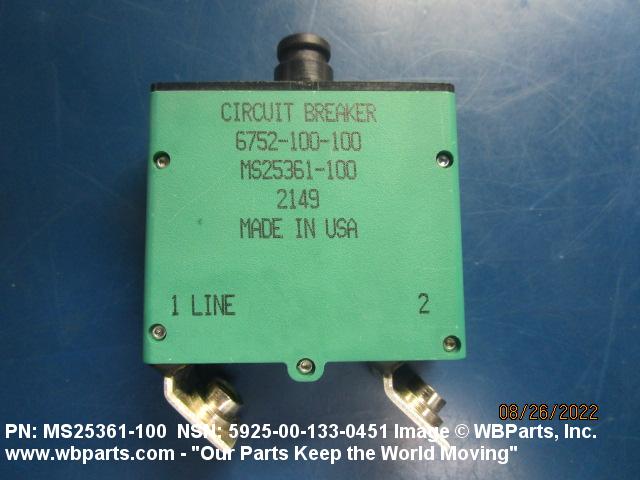 CIRCUIT BREAKER
6752-100-100
MS25361-100
2149
MADE IN USA
1 LINE 2
08/26/2022
PN: MS25361-100 NSN: 5925-00-133-0451 Image © WBParts, Inc.
www.wbparts.com - "Our Parts Keep the World Moving"